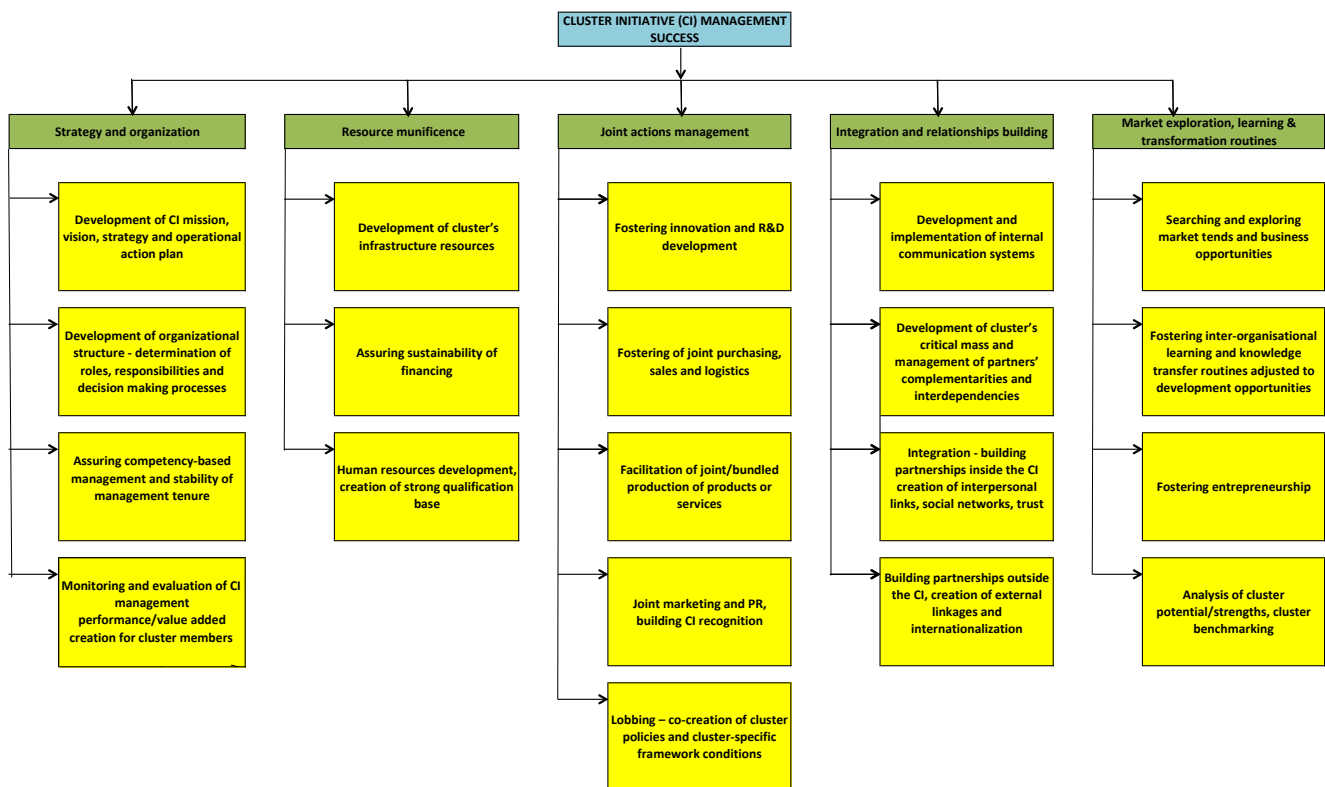 CLUSTER INITIATIVE (CI) MANAGEMENT
SUCCESS
Strategy and organization
Resource munificence
Joint actions management
Integration and relationships building
Market exploration, learning &
transformation routines
Development of CI mission,
vision, strategy and operational
action plan
Development of cluster's
infrastructure resources
Fostering innovation and R&D
development
Development and
implementation of internal
communication systems
Searching and exploring
market tends and business
opportunities
Development of organizational
structure - determination of
roles, responsibilities and
decision making processes
Assuring sustainability of
financing
Fostering of joint purchasing,
sales and logistics
Development of cluster's
critical mass and
management of partners'
complementarities and
interdependencies
Fostering inter-organisational
learning and knowledge
transfer routines adjusted to
development opportunities
Assuring competency-based
management and stability of
management tenure
Human resources development,
creation of strong qualification
base
Facilitation of joint/bundled
production of products or
services
Integration - building
partnerships inside the CI
creation of interpersonal
links, social networks, trust
Fostering entrepreneurship
Monitoring and evaluation of CI
management
performance/value added
creation for cluster members
Joint marketing and PR,
building CI recognition
Building partnerships outside
the CI, creation of external
linkages and
internationalization
Analysis of cluster
potential/strengths, cluster
benchmarking
Lobbing – co-creation of cluster
policies and cluster-specific
framework conditions